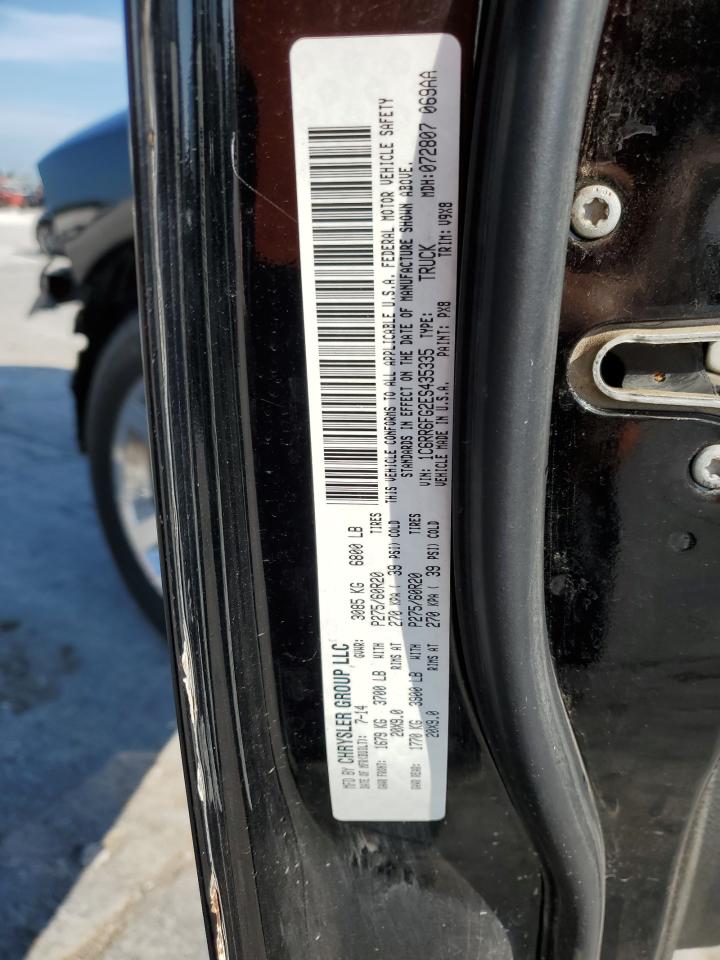 MFD BY CHRYSLER GROUP LLC
DATE OF MFR(BUILT): 7-14 GVWR: 3085 KG 6800 LB
GAWR FRONT: 1679 KG 3700 LB WITH P275/60R20 TIRES
20X9.0 RIMS AT 270 KPA ( 39 PSI) COLD
GAWR REAR: 1770 KG 3900 LB WITH P275/60R20 TIRES
20X9.0 RIMS AT 270 KPA ( 39 PSI) COLD
THIS VEHICLE CONFORMS TO ALL APPLICABLE U.S.A. FEDERAL MOTOR VEHICLE SAFETY
STANDARDS IN EFFECT ON THE DATE OF MANUFACTURE SHOWN ABOVE.
VIN: 1C6RR6FG2ES435335 TYPE: TRUCK MDH:072807 069AA
VEHICLE MADE IN U.S.A. PAINT: PX8 TRIM: V9X8